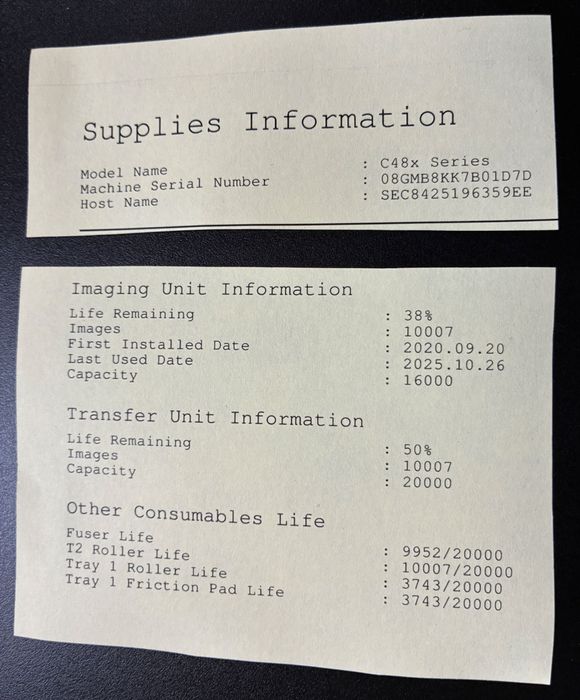 Supplies Information
Model Name : C48x Series
Machine Serial Number : 08GMB8KK7B01D7D
Host Name : SEC8425196359EE
Imaging Unit Information
Life Remaining : 38%
Images : 10007
First Installed Date : 2020.09.20
Last Used Date : 2025.10.26
Capacity : 16000
Transfer Unit Information
Life Remaining : 50%
Images : 10007
Capacity : 20000
Other Consumables Life
Fuser Life : 9952/20000
T2 Roller Life : 10007/20000
Tray 1 Roller Life : 3743/20000
Tray 1 Friction Pad Life : 3743/20000